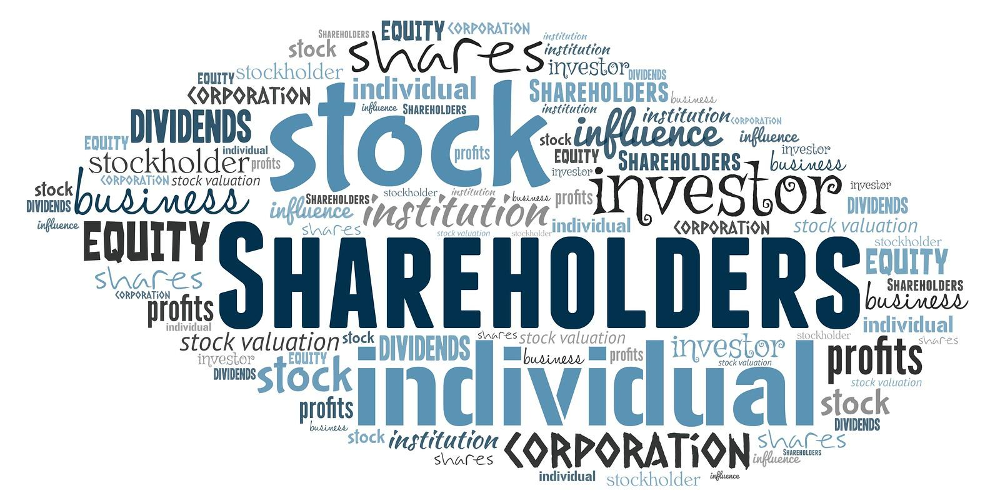 SHAREHOLDERS EQUITY CORPORATION
stock shares institution
institution
EQUITY stockholder individual investor DIVIDENDS
CORPORATION SHAREHOLDERS business
influence SHAREHOLDERS institution institution CORPORATION
DIVIDENDS stock stock influence influence
EQUITY individual profits EQUITY investor
stockholder profits SHAREHOLDERS business
CORPORATION stock valuation investor investor investor
stock business stockholder institution business profits
DIVIDENDS influence SHAREHOLDERS institution DIVIDENDS
influence shares stock valuation stockholder individual CORPORATION stock valuation
EQUITY SHAREHOLDERS stockholder
EQUITY
shares SHAREHOLDERS
CORPORATION business
profits
individual individual
stock valuation stock shares stock valuation stockholder shares
investor EQUITY DIVIDENDS business profits investor profits
stock valuation
DIVIDENDS stock individual stock valuation
profits stock
business DIVIDENDS
stock institution CORPORATION shares
shares SHAREHOLDERS
influence
individual stockholder influence